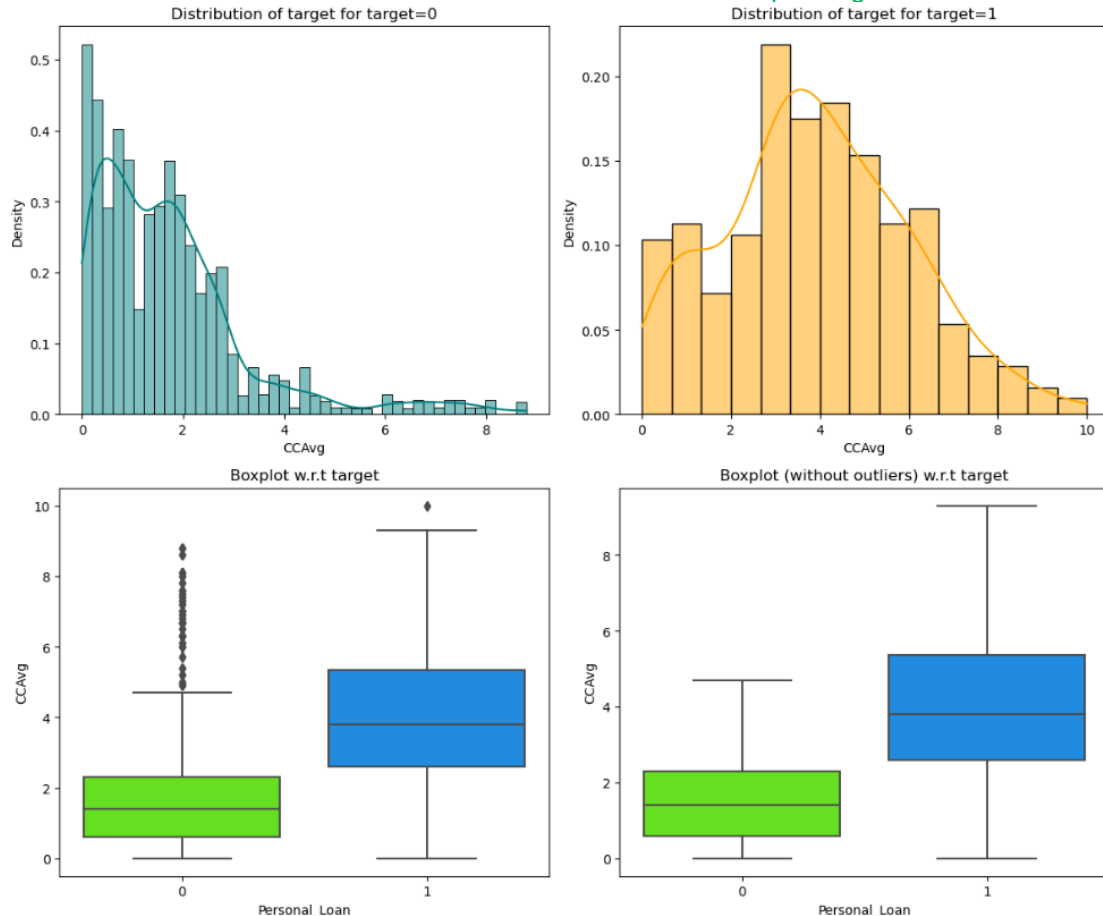 Distribution of target for target=0
0.5
0.4
0.3
0.2
0.1
0.0
Density
0 2 4 6 8
CCAvg
Distribution of target for target=1
0.20
0.15
0.10
0.05
0.00
Density
0 2 4 6 8 10
CCAvg
Boxplot w.r.t target
10
8
6
4
2
0
CCAvg
0 1
Personal_Loan
Boxplot (without outliers) w.r.t target
8
6
4
2
0
CCAvg
0 1
Personal_Loan